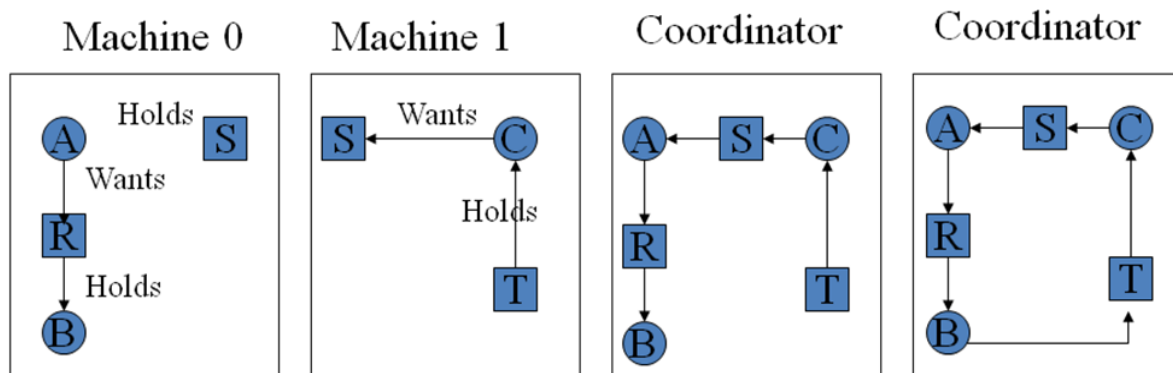 Machine 0
Holds
A
S
Wants
R
Holds
B
Machine 1
Wants
S
C
Holds
T
Coordinator
A
S
C
R
T
B
Coordinator
A
S
C
R
T
B